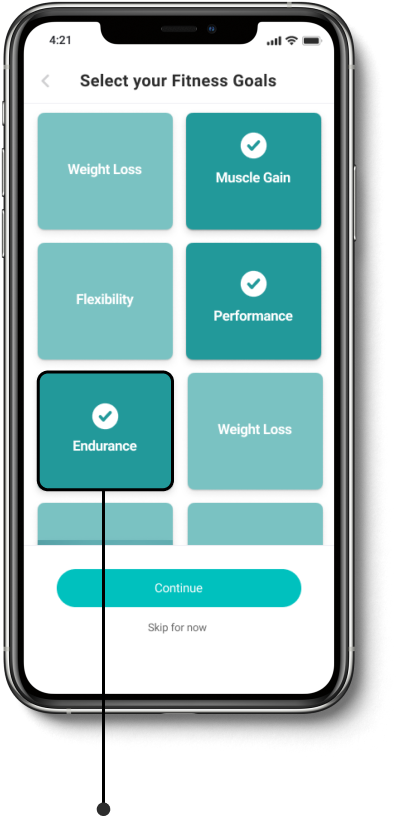 4:21
Select your Fitness Goals
Weight Loss
Muscle Gain
Flexibility
Performance
Endurance
Weight Loss
Continue
Skip for now